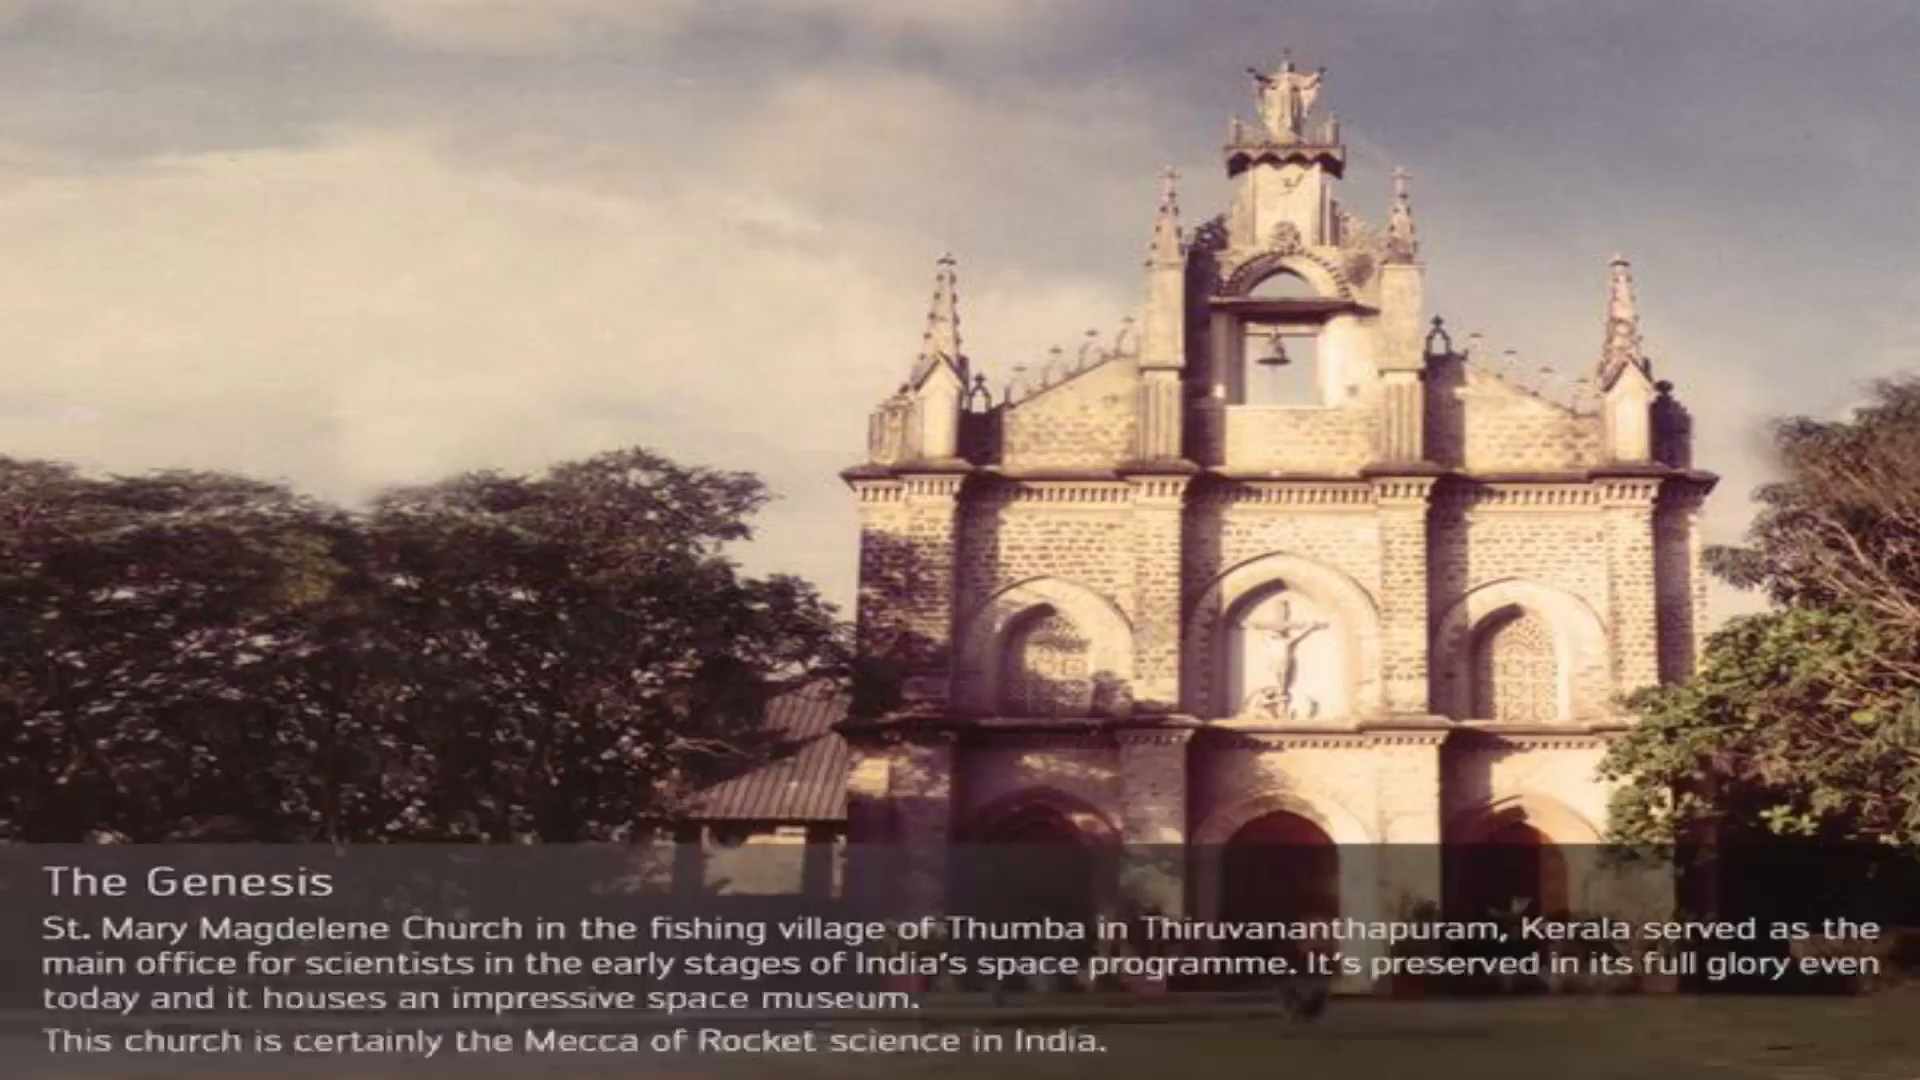 The Genesis
St. Mary Magdelene Church in the fishing village of Thumba in Thiruvananthapuram, Kerala served as the
main office for scientists in the early stages of India's space programme. It's preserved in its full glory even
today and it houses an impressive space museum.
This church is certainly the Mecca of Rocket science in India.